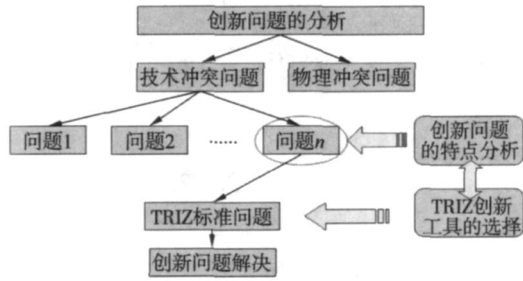 创新问题的分析
技术冲突问题
物理冲突问题
问题1
问题2
……
问题n
创新问题
的特点分析
TRIZ标准问题
TRIZ创新
工具的选择
创新问题解决